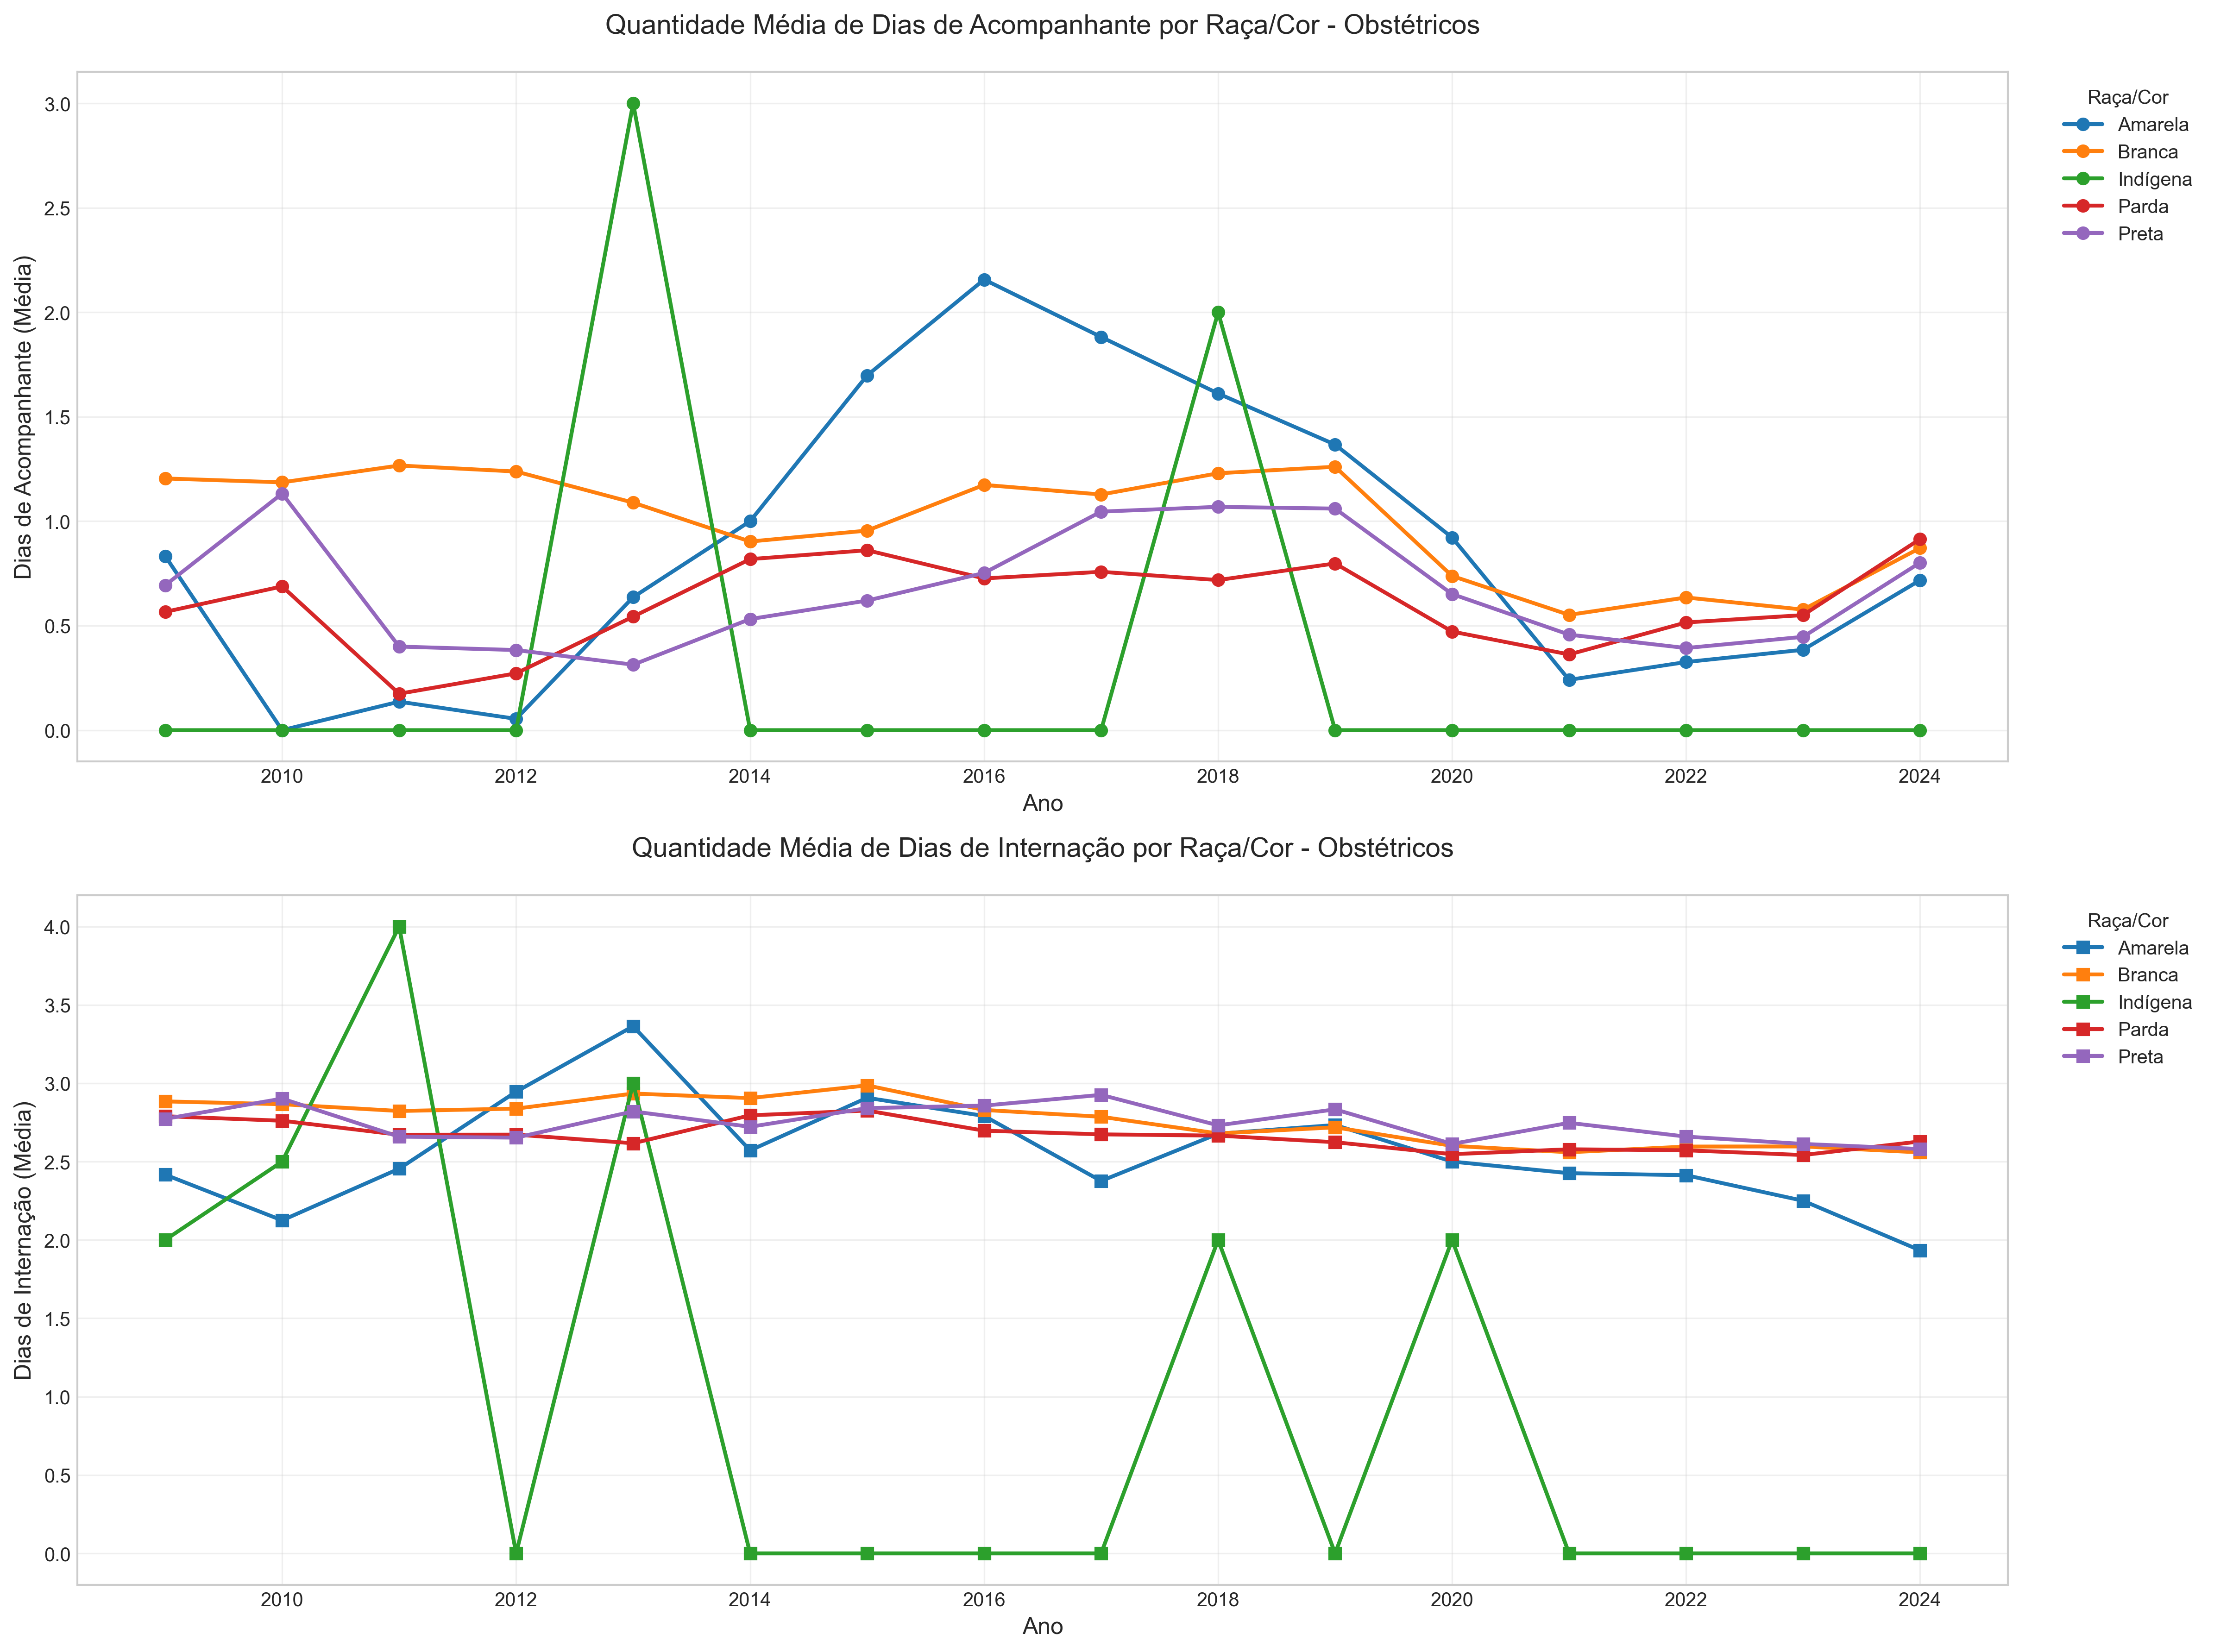 Quantidade Média de Dias de Acompanhante por Raça/Cor - Obstétricos
Dias de Acompanhante (Média)
3.0
2.5
2.0
1.5
1.0
0.5
0.0
2010 2012 2014 2016 2018 2020 2022 2024
Ano
Raça/Cor
Amarela
Branca
Indígena
Parda
Preta
Quantidade Média de Dias de Internação por Raça/Cor - Obstétricos
Dias de Internação (Média)
4.0
3.5
3.0
2.5
2.0
1.5
1.0
0.5
0.0
2010 2012 2014 2016 2018 2020 2022 2024
Ano
Raça/Cor
Amarela
Branca
Indígena
Parda
Preta